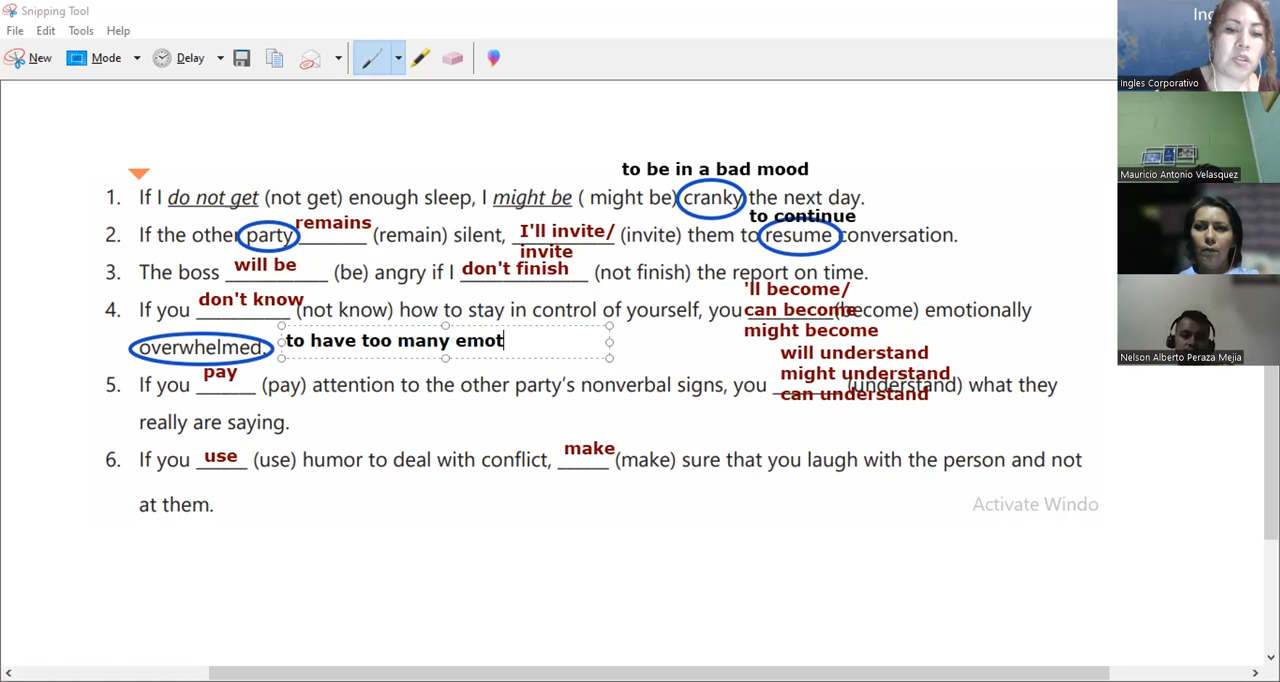 Snipping Tool
File Edit Tools Help
New Mode Delay
Ingles Corporativo
Mauricio Antonio Velasquez
Nelson Alberto Peraza Mejia
to be in a bad mood
1. If I do not get (not get) enough sleep, I might be ( might be) cranky the next day.
remains I'll invite/ to continue
2. If the other party ______ (remain) silent, _________ (invite) them to resume conversation.
invite
will be don't finish
3. The boss _________ (be) angry if I ___________ (not finish) the report on time.
don't know 'll become/
4. If you ________ (not know) how to stay in control of yourself, you ________ (become) emotionally
can become
might become
overwhelmed. to have too many emot
will understand
pay might understand
5. If you _____ (pay) attention to the other party's nonverbal signs, you ______ (understand) what they
can understand
really are saying.
use make
6. If you ____ (use) humor to deal with conflict, ____ (make) sure that you laugh with the person and not
at them.
Activate Windo